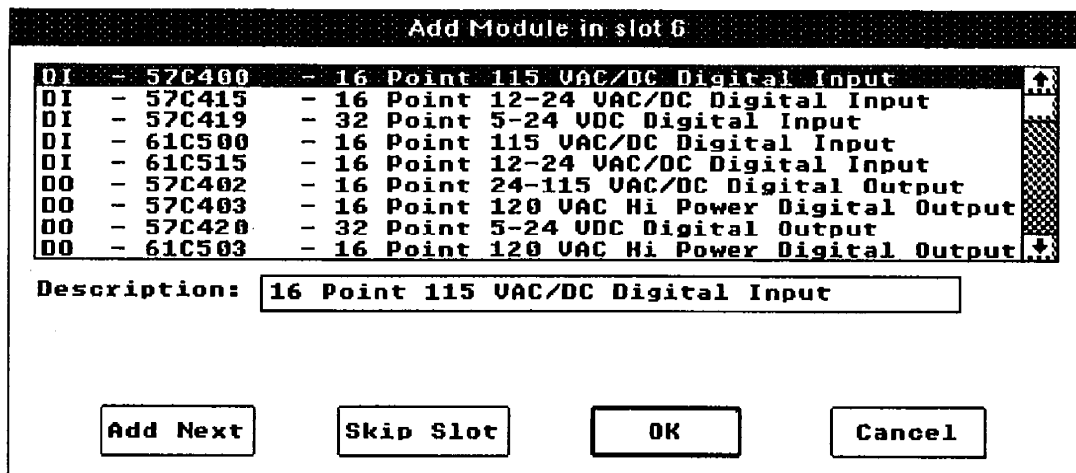 Add Module in slot 6
DI - 57C400 - 16 Point 115 VAC/DC Digital Input
DI - 57C415 - 16 Point 12-24 VAC/DC Digital Input
DI - 57C419 - 32 Point 5-24 VDC Digital Input
DI - 61C500 - 16 Point 115 VAC/DC Digital Input
DI - 61C515 - 16 Point 12-24 VAC/DC Digital Input
DO - 57C402 - 16 Point 24-115 VAC/DC Digital Output
DO - 57C403 - 16 Point 120 VAC Hi Power Digital Output
DO - 57C420 - 32 Point 5-24 VDC Digital Output
DO - 61C503 - 16 Point 120 VAC Hi Power Digital Output
Description: 16 Point 115 VAC/DC Digital Input
Add Next Skip Slot OK Cancel